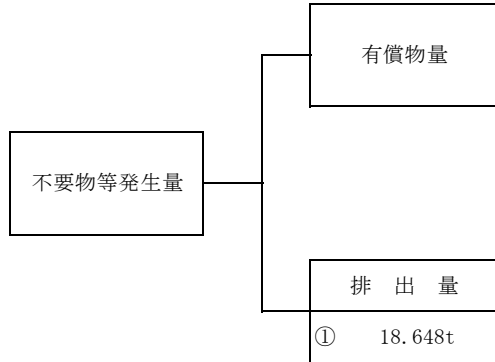 有償物量
不要物等発生量
排 出 量
① 18.648t